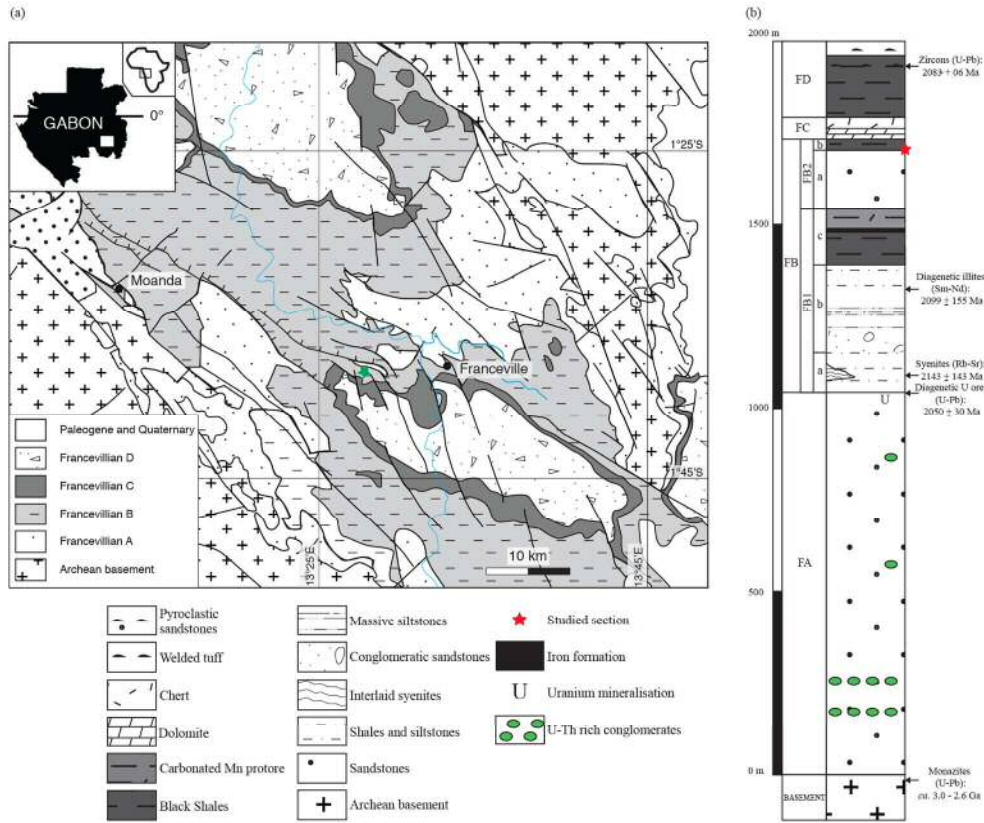 (a)
GABON
0°
1°25'S
Moanda
Franceville
1°45'S
13°25'E
13°45'E
10 km
Paleogene and Quaternary
Francevillian D
Francevillian C
Francevillian B
Francevillian A
Archean basement
Pyroclastic
sandstones
Welded tuff
Chert
Dolomite
Carbonated Mn protore
Black Shales
Massive siltstones
Conglomeratic sandstones
Interlaid syenites
Shales and siltstones
Sandstones
Archean basement
Studied section
Iron formation
U
Uranium mineralisation
U-Th rich conglomerates
(b)
2000 m
FD
Zircons (U-Pb):
2083 + 06 Ma
FC
b
FB2
a
1500
FB
c
FB1
b
Diagenetic illites
(Sm-Nd):
2099 ± 155 Ma
a
Syenites (Rb-Sr):
2143 ± 143 Ma
Diagenetic U ore
(U-Pb):
2050 ± 30 Ma
U
1000
FA
500
0 m
BASEMENT
Monazites
(U-Pb):
ca. 3.0 - 2.6 Ga